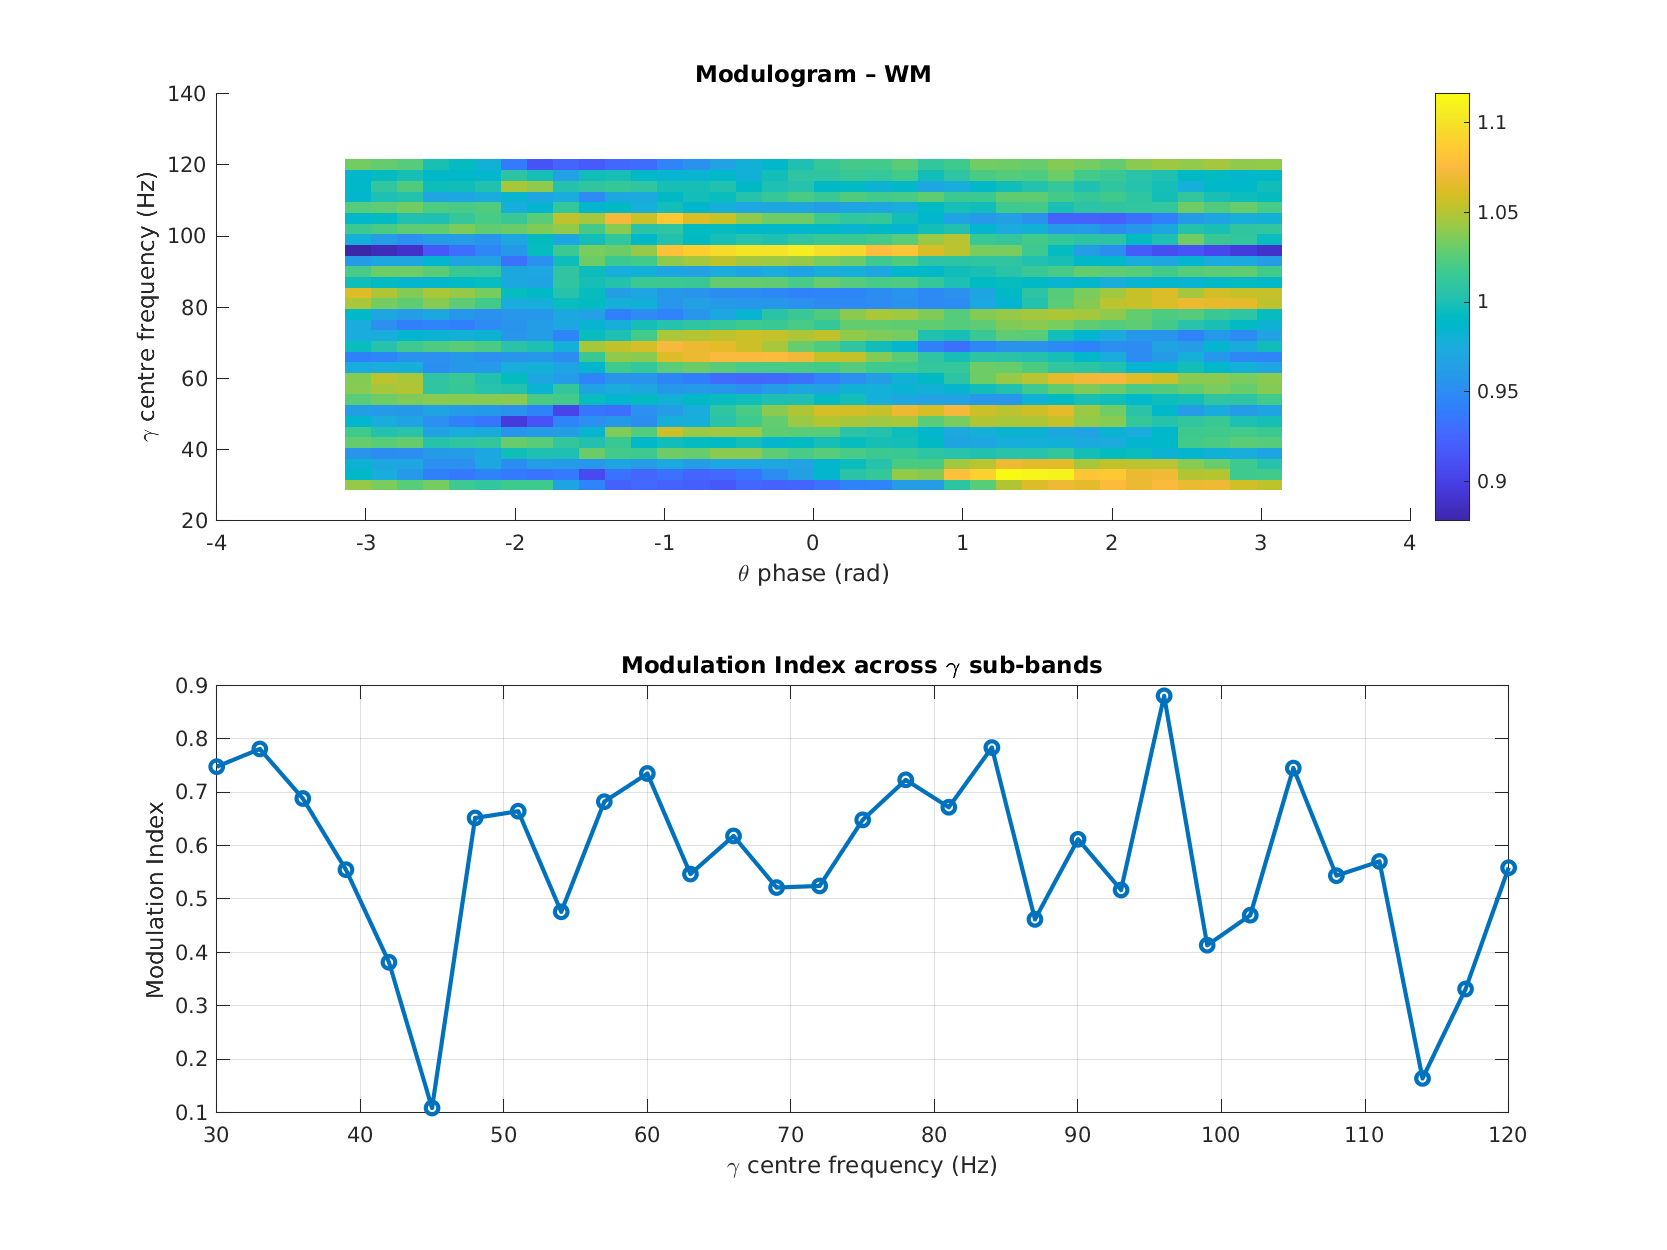 Modulogram – WM
140
120
100
80
60
40
20
γ centre frequency (Hz)
-4 -3 -2 -1 0 1 2 3 4
θ phase (rad)
1.1
1.05
1
0.95
0.9
Modulation Index across γ sub-bands
0.9
0.8
0.7
0.6
0.5
0.4
0.3
0.2
0.1
Modulation Index
30 40 50 60 70 80 90 100 110 120
γ centre frequency (Hz)